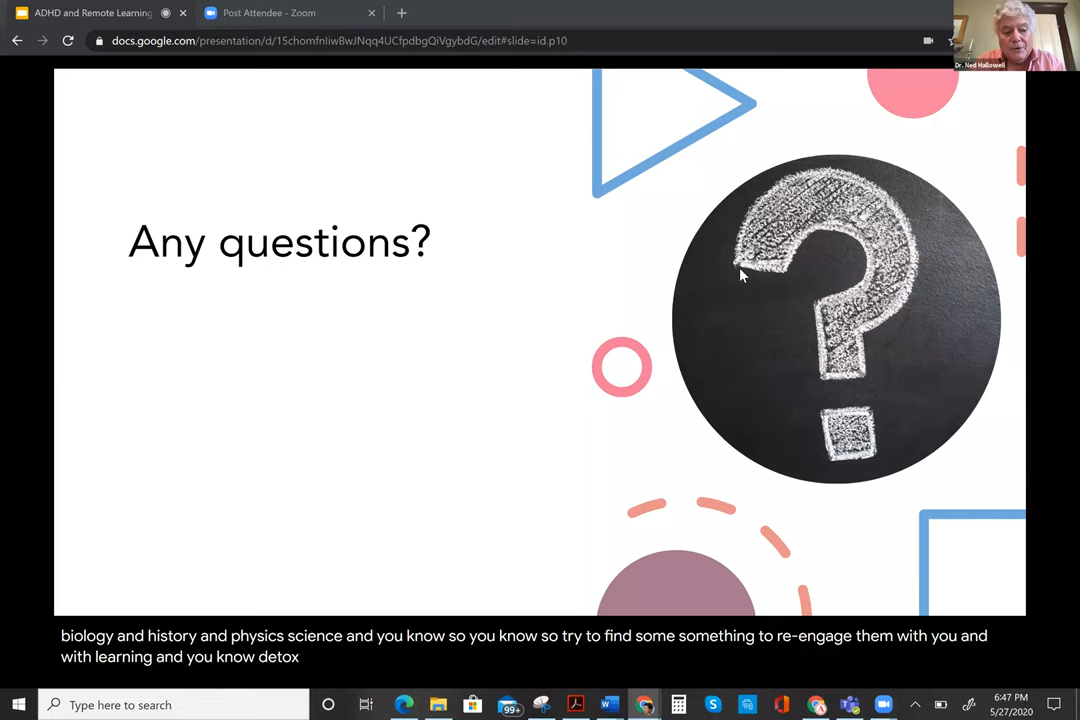 ADHD and Remote Learning
Post Attendee - Zoom
docs.google.com/presentation/d/15chomfnIiwBwJNqq4UCfpdbgQiVgybdG/edit#slide=id.p10
Dr. Ned Hallowell
Any questions?
?
biology and history and physics science and you know so you know so try to find some something to re-engage them with you and
with learning and you know detox
Type here to search
99+
6:47 PM
5/27/2020